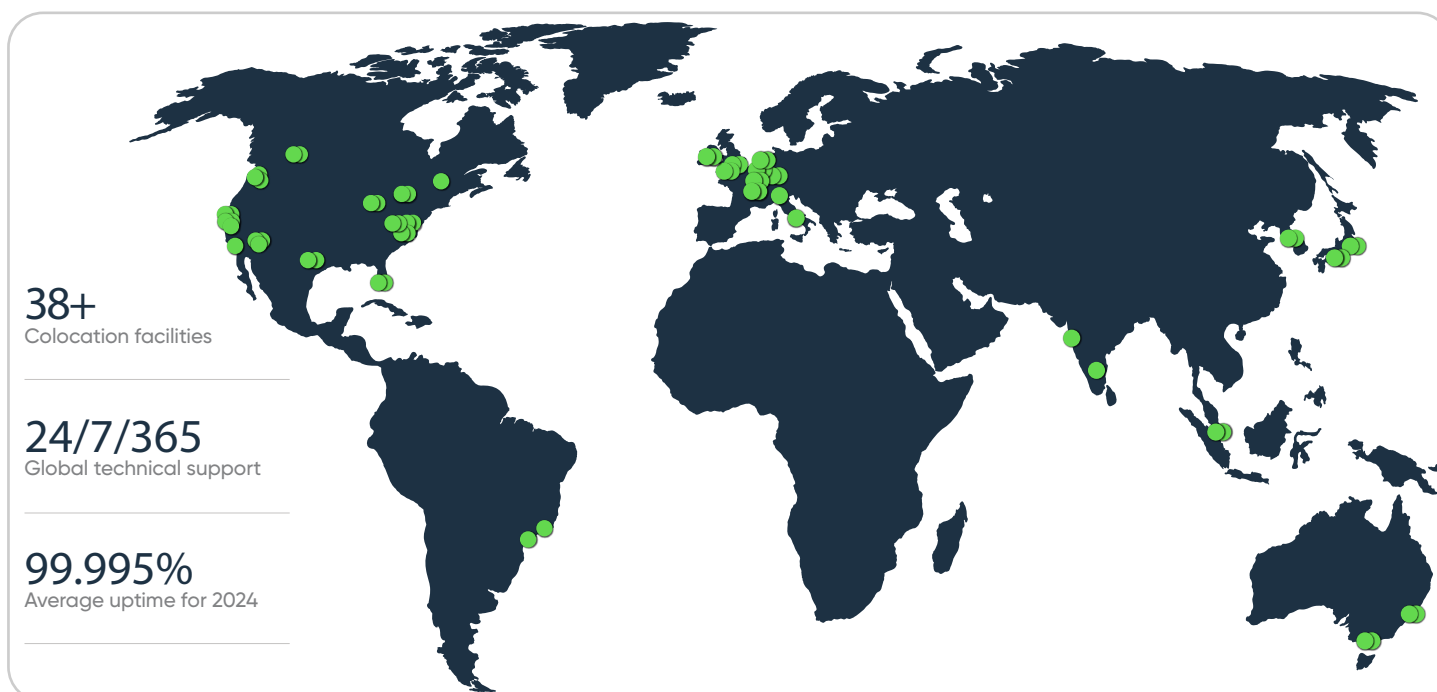 38+
Colocation facilities
24/7/365
Global technical support
99.995%
Average uptime for 2024